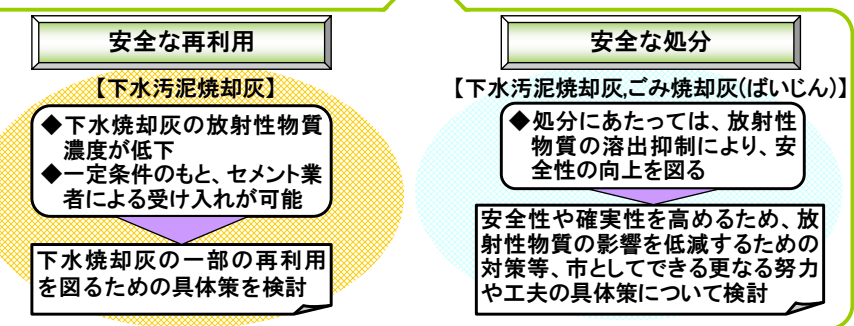 安全な再利用
【下水汚泥焼却灰】
◆下水焼却灰の放射性物質
濃度が低下
◆一定条件のもと、セメント業
者による受け入れが可能
下水焼却灰の一部の再利用
を図るための具体策を検討
安全な処分
【下水汚泥焼却灰,ごみ焼却灰(ばいじん)】
◆処分にあたっては、放射性
物質の溶出抑制により、安
全性の向上を図る
安全性や確実性を高めるため、放
射性物質の影響を低減するための
対策等、市としてできる更なる努力
や工夫の具体策について検討